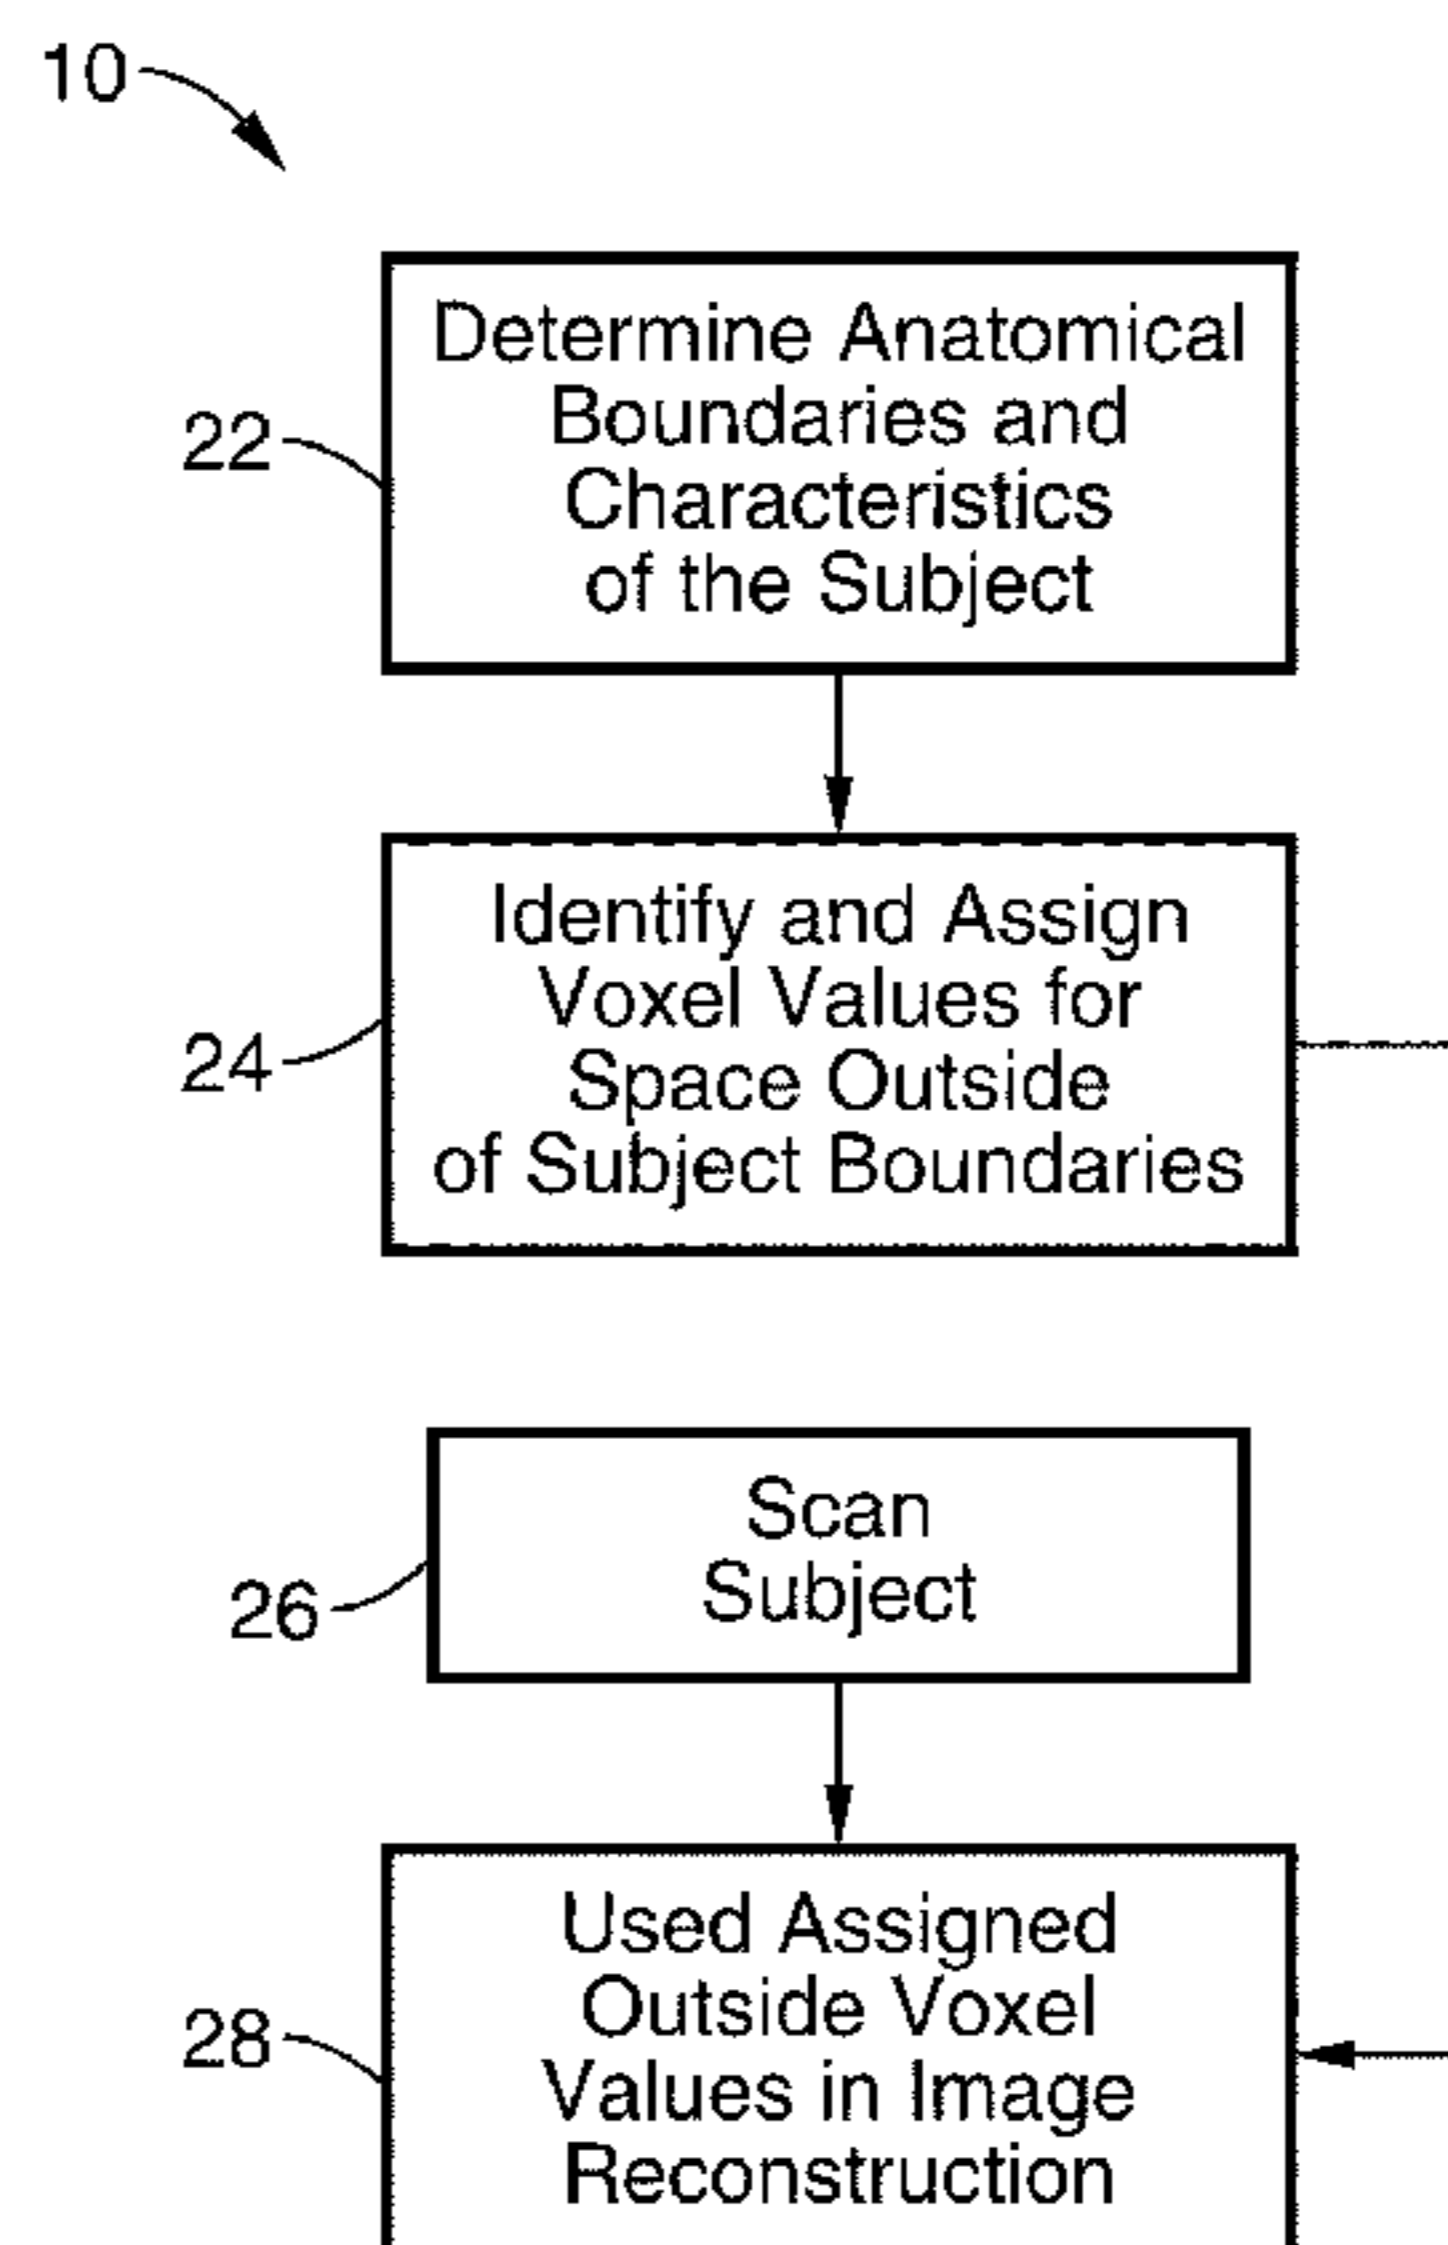 10
Determine Anatomical
Boundaries and
Characteristics
of the Subject
22
Identify and Assign
Voxel Values for
Space Outside
of Subject Boundaries
24
Scan
Subject
26
Used Assigned
Outside Voxel
Values in Image
Reconstruction
28